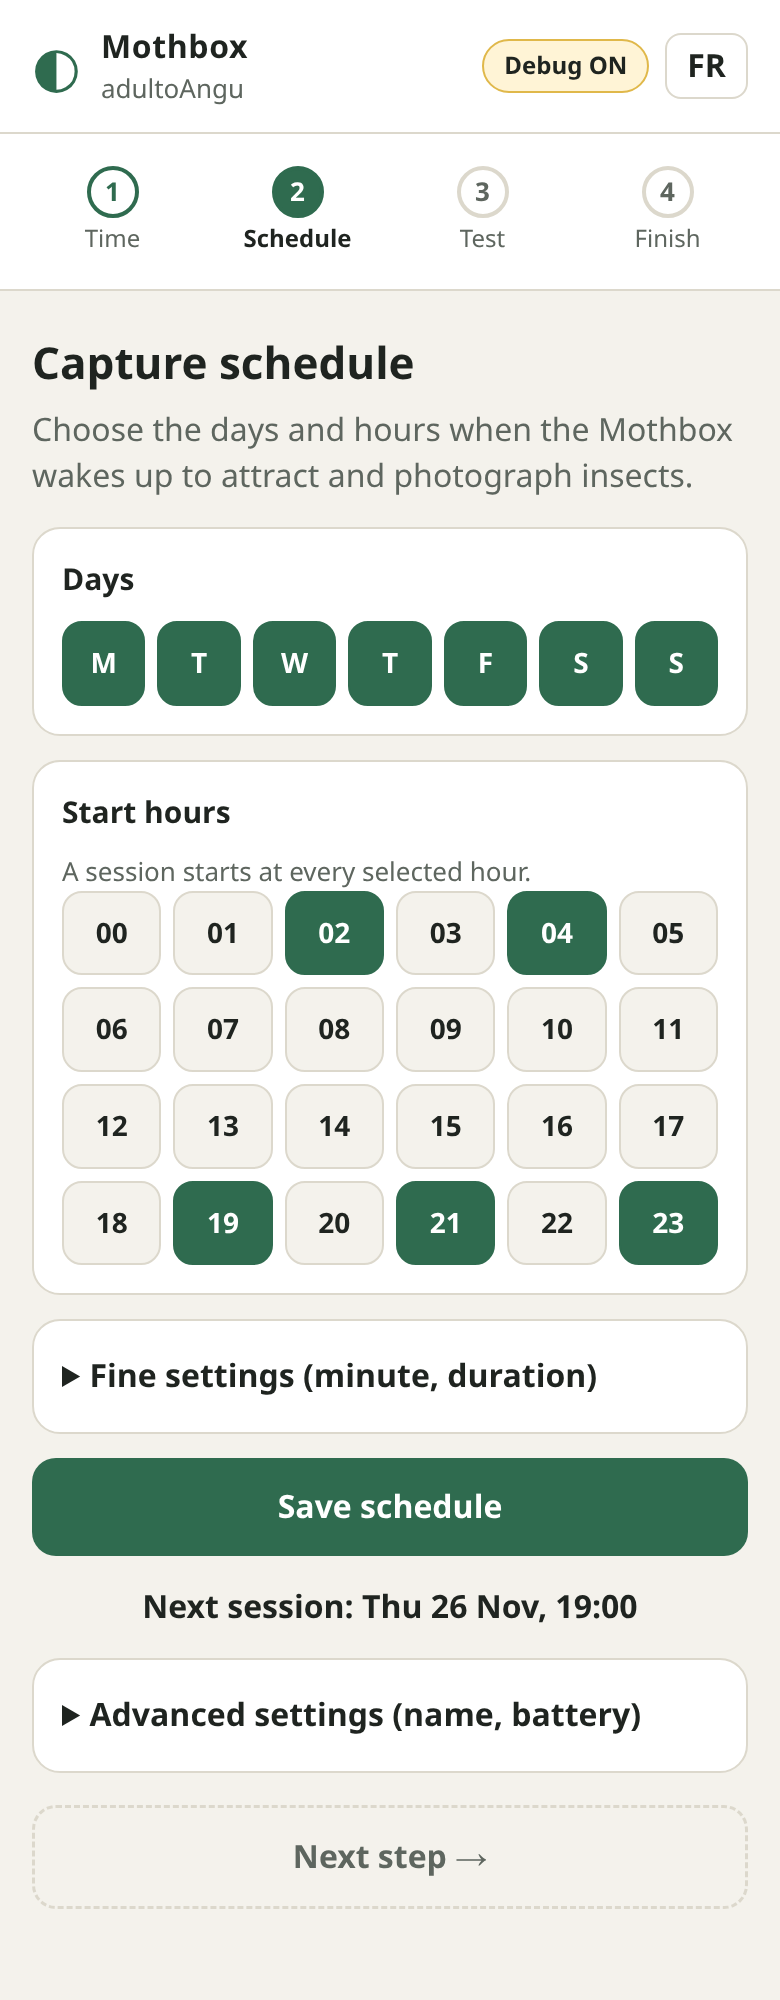 Mothbox
adultoAngu
Debug ON
FR
1
2
3
4
Time
Schedule
Test
Finish
Capture schedule
Choose the days and hours when the Mothbox
wakes up to attract and photograph insects.
Days
M T W T F S S
Start hours
A session starts at every selected hour.
00 01 02 03 04 05
06 07 08 09 10 11
12 13 14 15 16 17
18 19 20 21 22 23
▶ Fine settings (minute, duration)
Save schedule
Next session: Thu 26 Nov, 19:00
▶ Advanced settings (name, battery)
Next step →